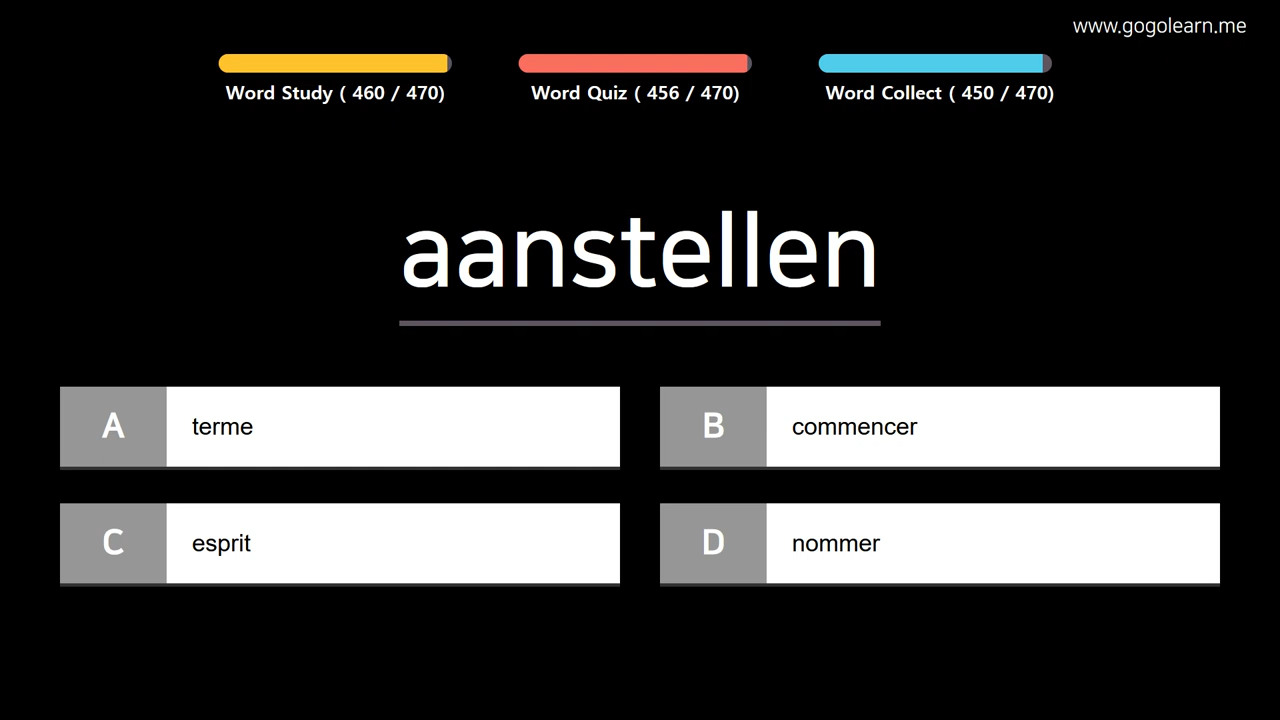 www.gogolearn.me
Word Study ( 460 / 470)
Word Quiz ( 456 / 470)
Word Collect ( 450 / 470)
aanstellen
A terme
B commencer
C esprit
D nommer